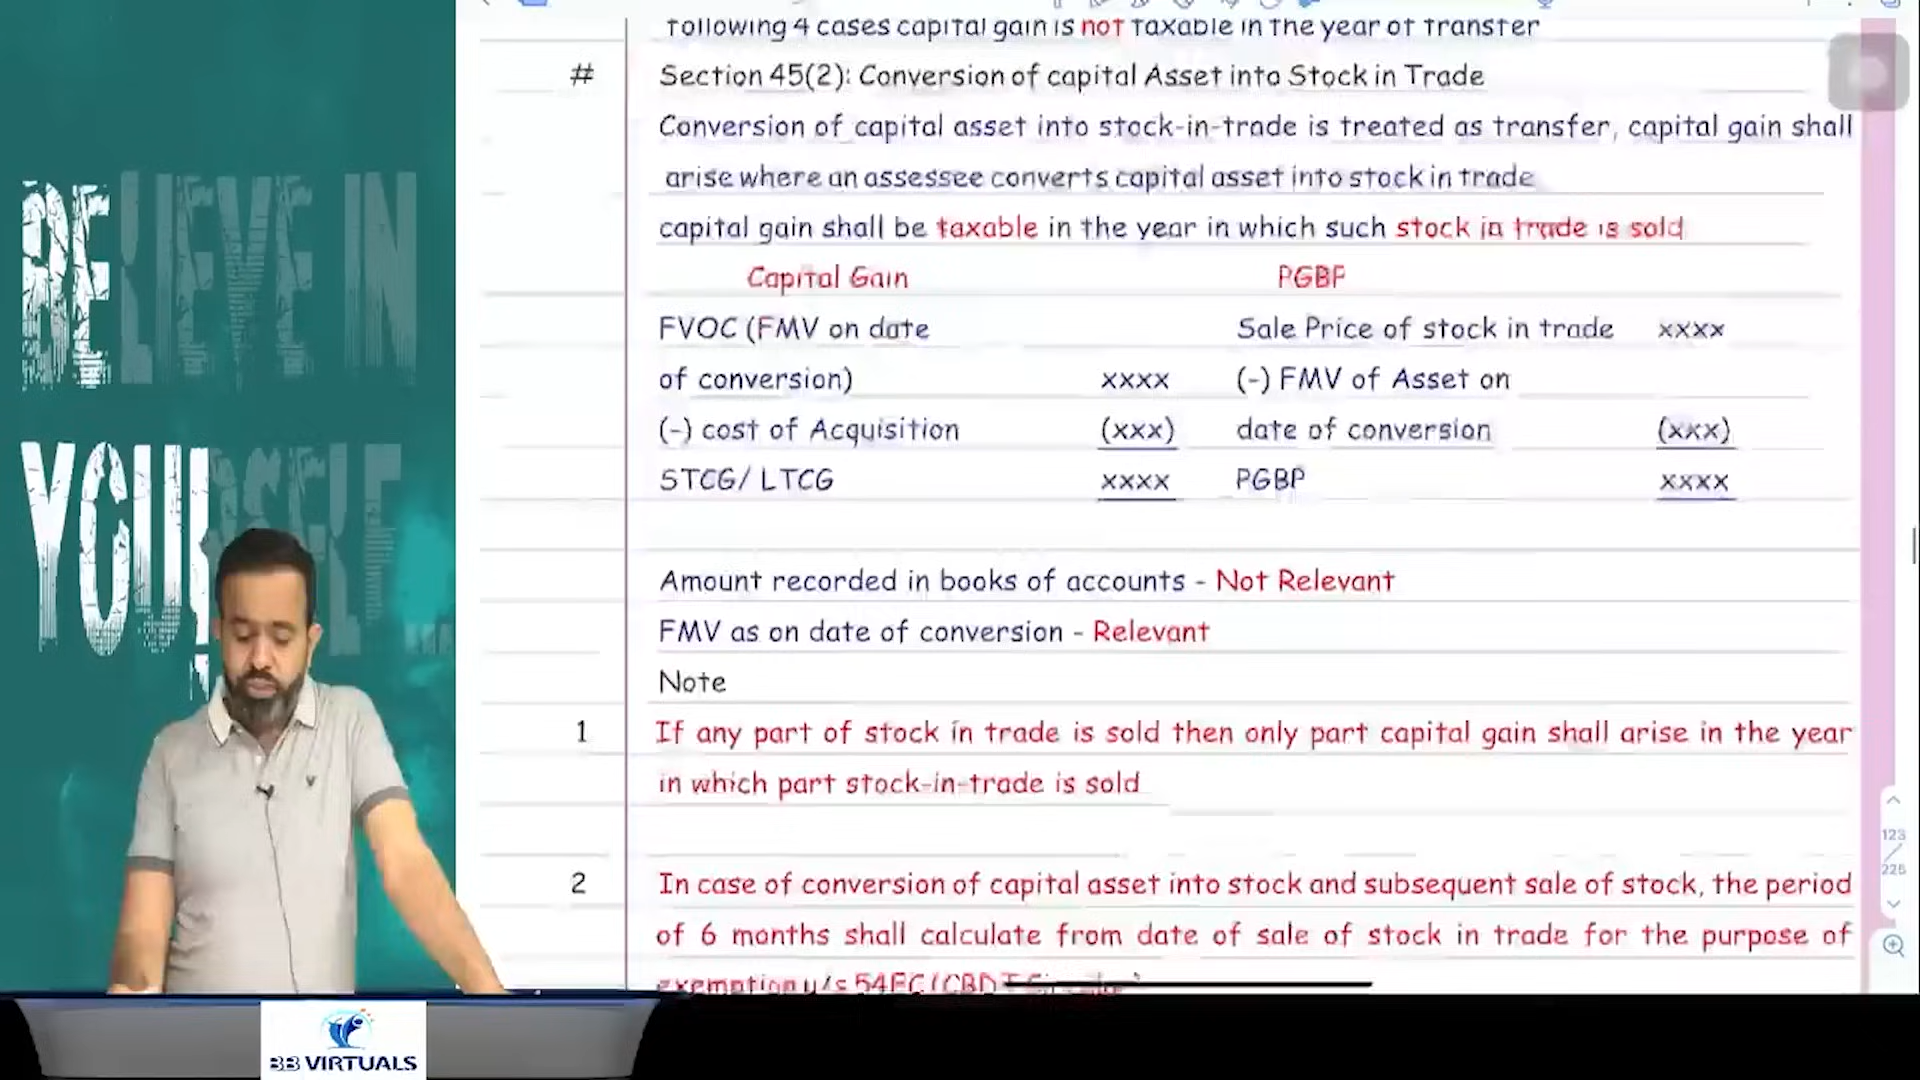 BELIEVE IN
YOURSELF
following 4 cases capital gain is not taxable in the year of transfer
# Section 45(2): Conversion of capital Asset into Stock in Trade
Conversion of capital asset into stock-in-trade is treated as transfer, capital gain shall
arise where an assessee converts capital asset into stock in trade
capital gain shall be taxable in the year in which such stock in trade is sold
Capital Gain PGBP
FVOC (FMV on date Sale Price of stock in trade xxxx
of conversion) xxxx (-) FMV of Asset on
(-) cost of Acquisition (xxx) date of conversion (xxx)
STCG/ LTCG xxxx PGBP xxxx
Amount recorded in books of accounts - Not Relevant
FMV as on date of conversion - Relevant
Note
1 If any part of stock in trade is sold then only part capital gain shall arise in the year
in which part stock-in-trade is sold
2 In case of conversion of capital asset into stock and subsequent sale of stock, the period
of 6 months shall calculate from date of sale of stock in trade for the purpose of
exemption u/s 54EC (CBDT
123
225
BB VIRTUALS